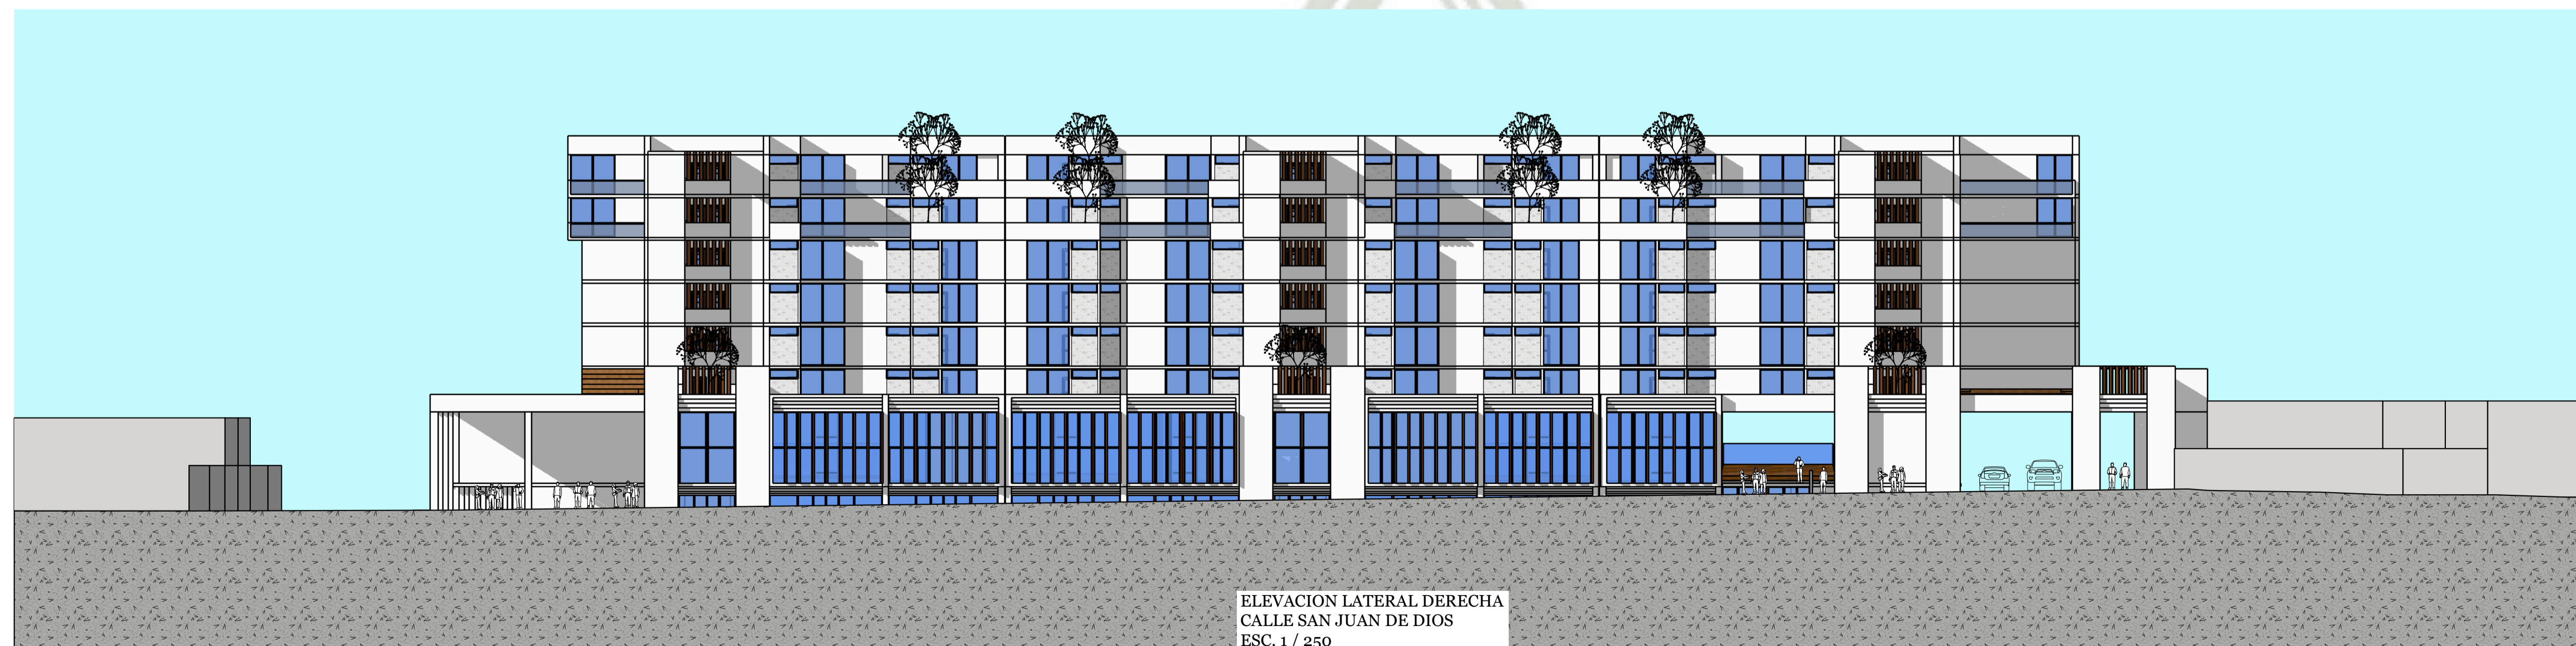 ELEVACION LATERAL DERECHA
CALLE SAN JUAN DE DIOS
ESC. 1 / 250